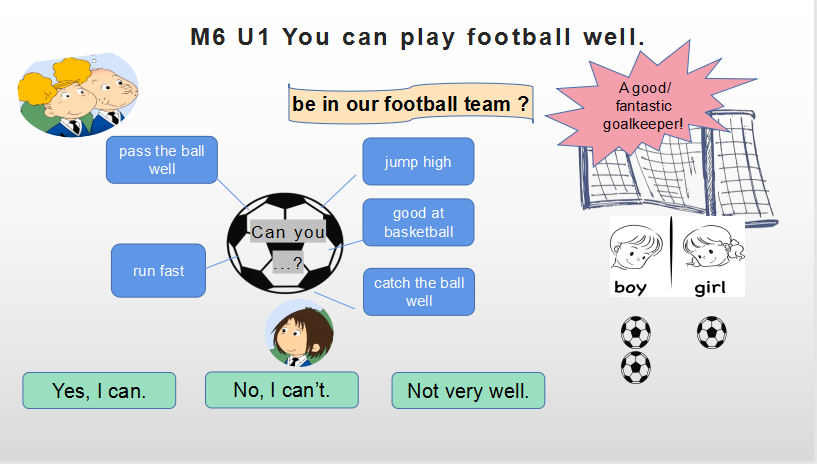 M6 U1 You can play football well.
be in our football team ?
A good/
fantastic
goalkeeper!
pass the ball
well
jump high
Can you
...?
good at
basketball
run fast
catch the ball
well
boy
girl
Yes, I can.
No, I can't.
Not very well.